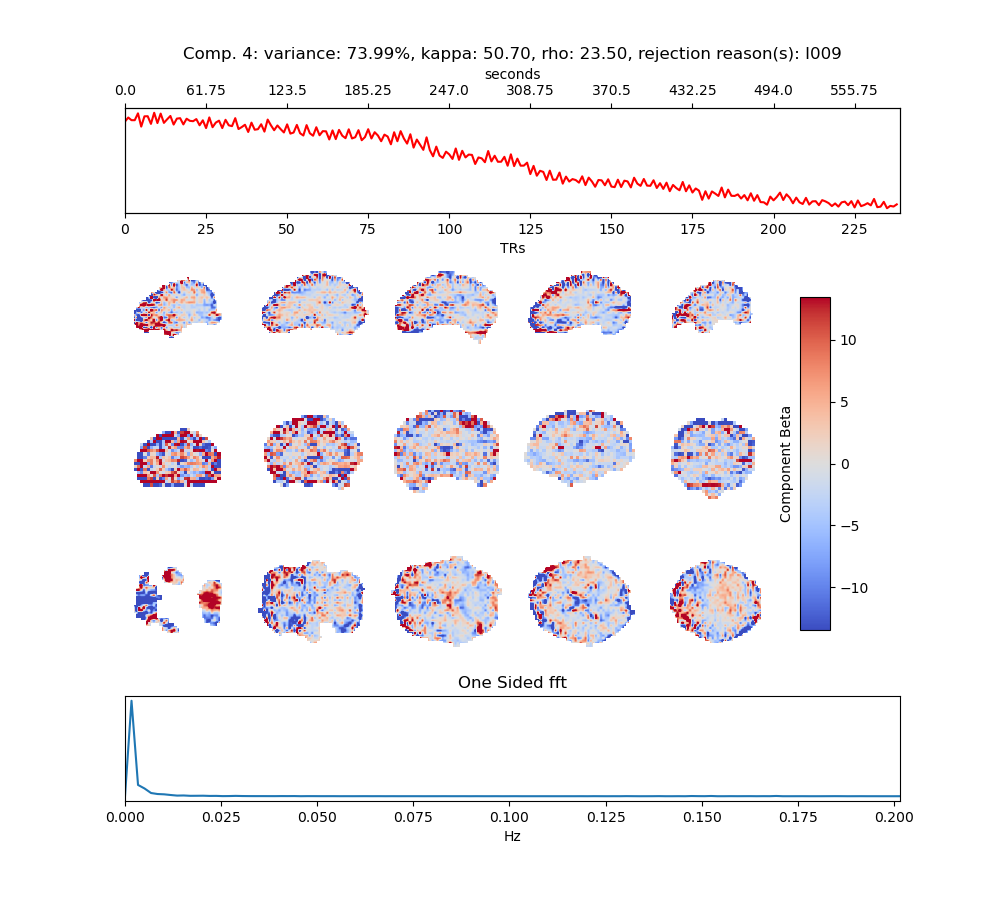 Comp. 4: variance: 73.99%, kappa: 50.70, rho: 23.50, rejection reason(s): I009
seconds
0.0 61.75 123.5 185.25 247.0 308.75 370.5 432.25 494.0 555.75
0 25 50 75 100 125 150 175 200 225
TRs
10
5
0
−5
−10
Component Beta
One Sided fft
0.000 0.025 0.050 0.075 0.100 0.125 0.150 0.175 0.200
Hz